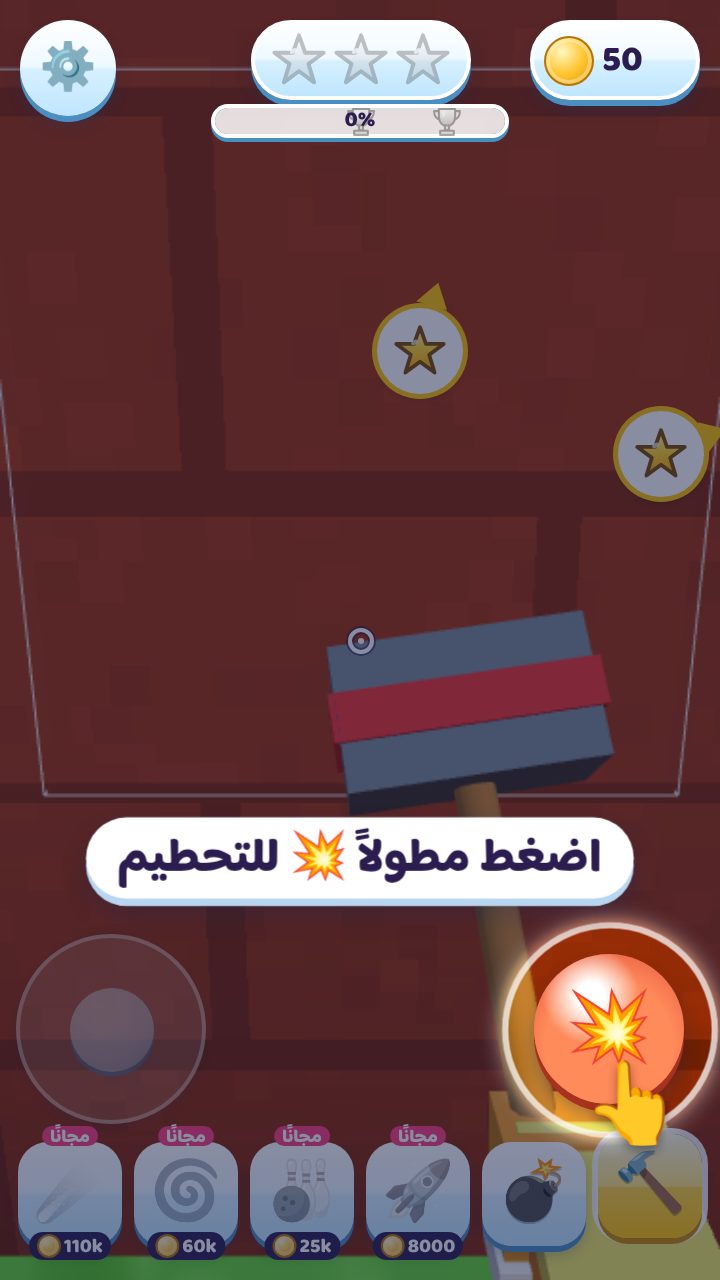 50
0%
اضغط مطولاً 💥 للتحطيم
مجانًا مجانًا مجانًا مجانًا
110k 60k 25k 8000